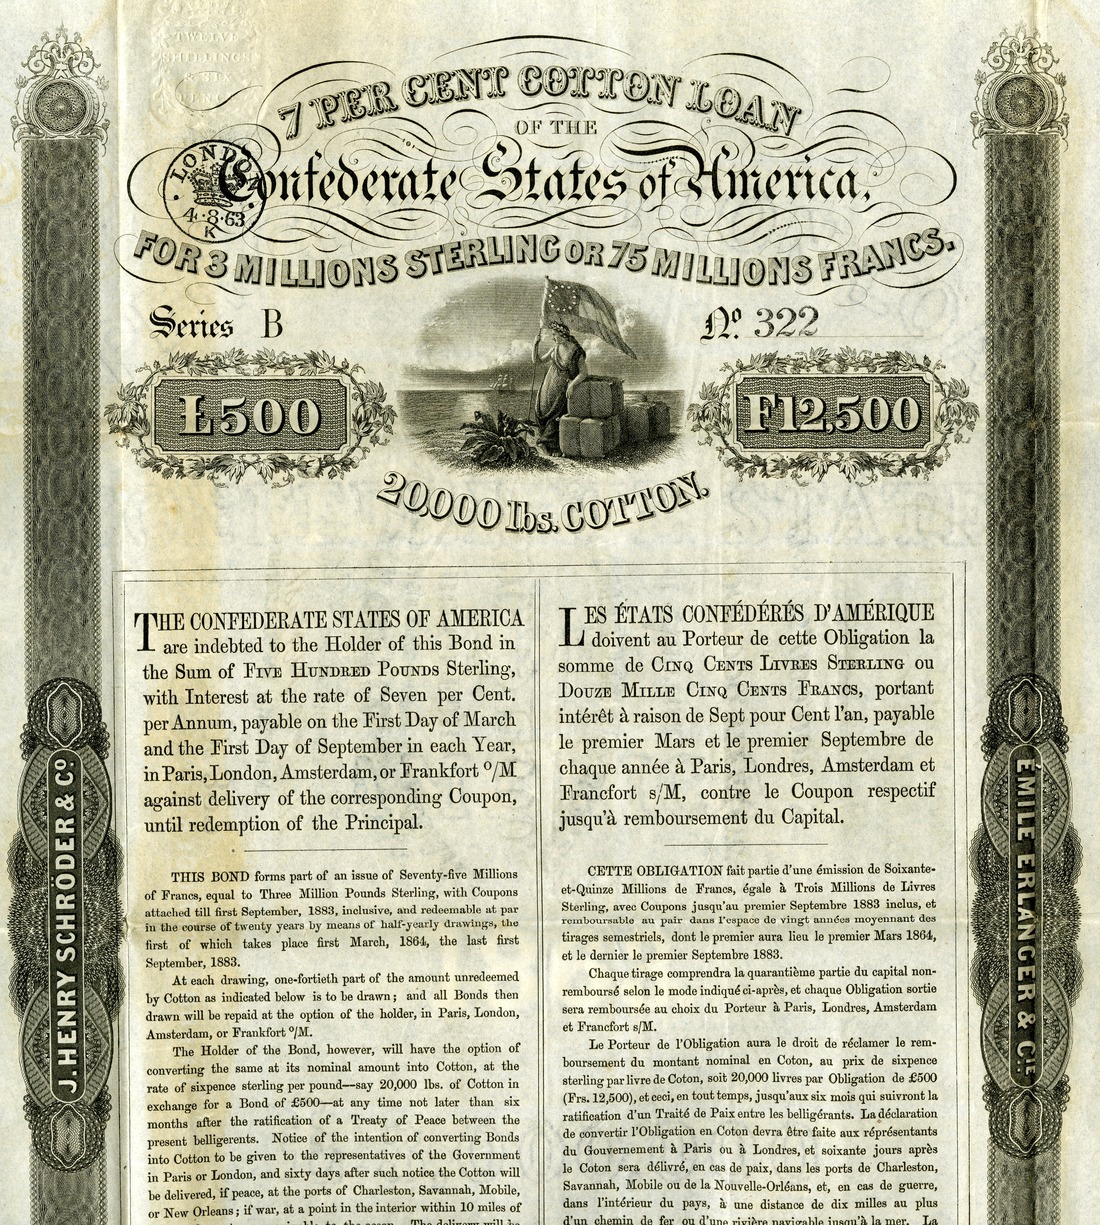 TWELVE
SHILLINGS
& SIX
7 PER CENT COTTON LOAN
OF THE
Confederate States of America,
LONDON
4·8·63
K
FOR 3 MILLIONS STERLING OR 75 MILLIONS FRANCS.
Series B
No. 322
£500
F12,500
20,000 lbs. COTTON.
THE CONFEDERATE STATES OF AMERICA
are indebted to the Holder of this Bond in
the Sum of FIVE HUNDRED POUNDS Sterling,
with Interest at the rate of Seven per Cent.
per Annum, payable on the First Day of March
and the First Day of September in each Year,
in Paris, London, Amsterdam, or Frankfort º/M
against delivery of the corresponding Coupon,
until redemption of the Principal.
THIS BOND forms part of an issue of Seventy-five Millions
of Francs, equal to Three Million Pounds Sterling, with Coupons
attached till first September, 1883, inclusive, and redeemable at par
in the course of twenty years by means of half-yearly drawings, the
first of which takes place first March, 1864, the last first
September, 1883.
At each drawing, one-fortieth part of the amount unredeemed
by Cotton as indicated below is to be drawn; and all Bonds then
drawn will be repaid at the option of the holder, in Paris, London,
Amsterdam, or Frankfort º/M.
The Holder of the Bond, however, will have the option of
converting the same at its nominal amount into Cotton, at the
rate of sixpence sterling per pound—say 20,000 lbs. of Cotton in
exchange for a Bond of £500—at any time not later than six
months after the ratification of a Treaty of Peace between the
present belligerents. Notice of the intention of converting Bonds
into Cotton to be given to the representatives of the Government
in Paris or London, and sixty days after such notice the Cotton will
be delivered, if peace, at the ports of Charleston, Savannah, Mobile,
or New Orleans; if war, at a point in the interior within 10 miles of
LES ÉTATS CONFÉDÉRÉS D'AMÉRIQUE
doivent au Porteur de cette Obligation la
somme de CINQ CENTS LIVRES STERLING ou
DOUZE MILLE CINQ CENTS FRANCS, portant
intérêt à raison de Sept pour Cent l'an, payable
le premier Mars et le premier Septembre de
chaque année à Paris, Londres, Amsterdam et
Francfort s/M, contre le Coupon respectif
jusqu'à remboursement du Capital.
CETTE OBLIGATION fait partie d'une émission de Soixante-
et-Quinze Millions de Francs, égale à Trois Millions de Livres
Sterling, avec Coupons jusqu'au premier Septembre 1883 inclus, et
remboursable au pair dans l'espace de vingt années moyennant des
tirages semestriels, dont le premier aura lieu le premier Mars 1864,
et le dernier le premier Septembre 1883.
Chaque tirage comprendra la quarantième partie du capital non-
remboursé selon le mode indiqué ci-après, et chaque Obligation sortie
sera remboursée au choix du Porteur à Paris, Londres, Amsterdam
et Francfort s/M.
Le Porteur de l'Obligation aura le droit de réclamer le rem-
boursement du montant nominal en Coton, au prix de sixpence
sterling par livre de Coton, soit 20,000 livres par Obligation de £500
(Frs. 12,500), et ceci, en tout temps, jusqu'aux six mois qui suivront la
ratification d'un Traité de Paix entre les belligérants. La déclaration
de convertir l'Obligation en Coton devra être faite aux réprésentants
du Gouvernement à Paris ou à Londres, et soixante jours après
le Coton sera délivré, en cas de paix, dans les ports de Charleston,
Savannah, Mobile ou de la Nouvelle-Orléans, et, en cas de guerre,
dans l'intérieur du pays, à une distance de dix milles au plus
d'un chemin de fer ou d'une rivière navigable jusqu'à la mer. La
J. HENRY SCHRÖDER & Co.
ÉMILE ERLANGER & CIE.